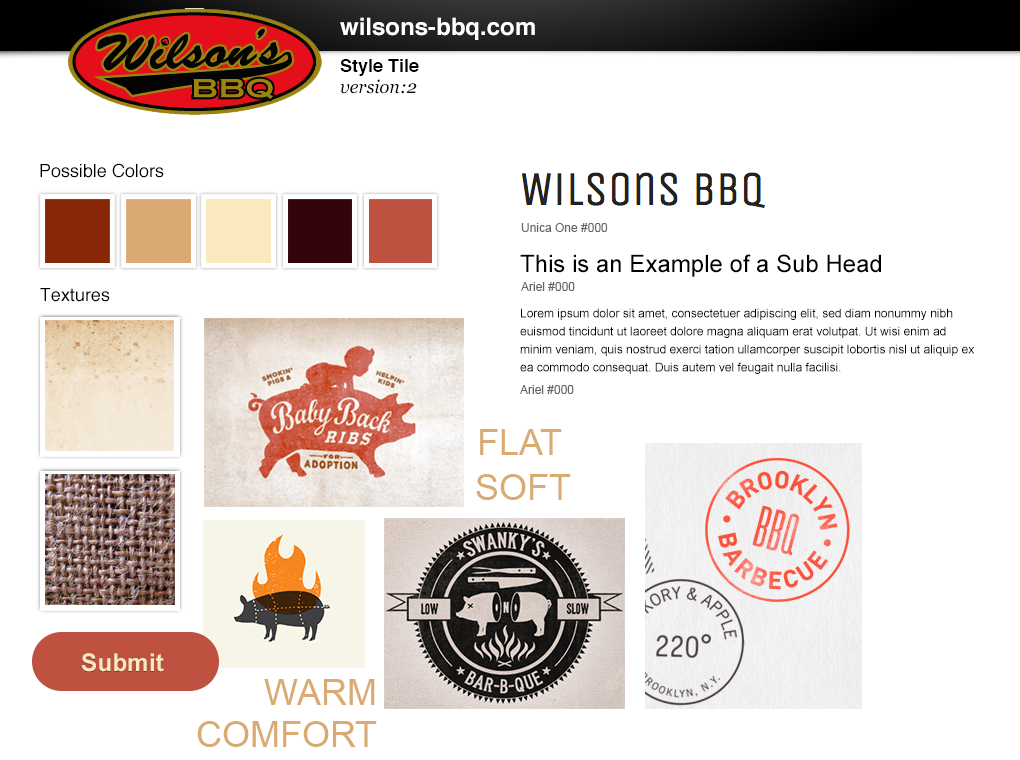 Wilson's
BBQ
wilsons-bbq.com
Style Tile
version:2
Possible Colors
Textures
WILSONS BBQ
Unica One #000
This is an Example of a Sub Head
Ariel #000
Lorem ipsum dolor sit amet, consectetuer adipiscing elit, sed diam nonummy nibh
euismod tincidunt ut laoreet dolore magna aliquam erat volutpat. Ut wisi enim ad
minim veniam, quis nostrud exerci tation ullamcorper suscipit lobortis nisl ut aliquip ex
ea commodo consequat. Duis autem vel feugait nulla facilisi.
Ariel #000
SMOKIN'
PIGS &
HELPIN'
KIDS
Baby Back
RIBS
FOR
ADOPTION
FLAT
SOFT
SWANKY'S
LOW
N
SLOW
BAR-B-QUE
BROOKLYN
BBQ
BARBECUE
KORY & APPLE
220°
ROOKLYN, N.Y.
Submit
WARM
COMFORT